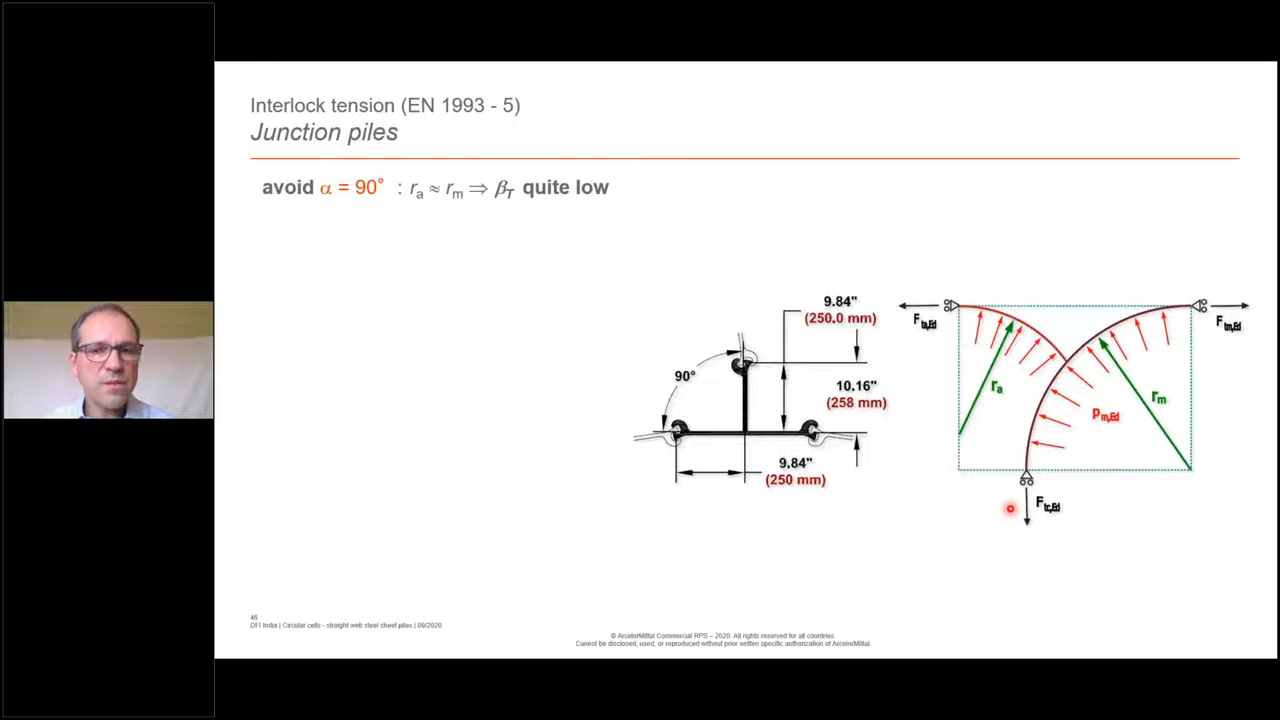 Interlock tension (EN 1993 - 5)
Junction piles
avoid α = 90° : ra ≈ rm ⇒ βT quite low
9.84"
(250.0 mm)
90°
10.16"
(258 mm)
9.84"
(250 mm)
Fta,Ed
Ftm,Ed
ra
rm
pm,Ed
Ftc,Ed
46
DFI India | Circular cells - straight web steel sheet piles | 09/2020
© ArcelorMittal Commercial RPS – 2020. All rights reserved for all countries.
Cannot be disclosed, used, or reproduced without prior written specific authorization of ArcelorMittal.